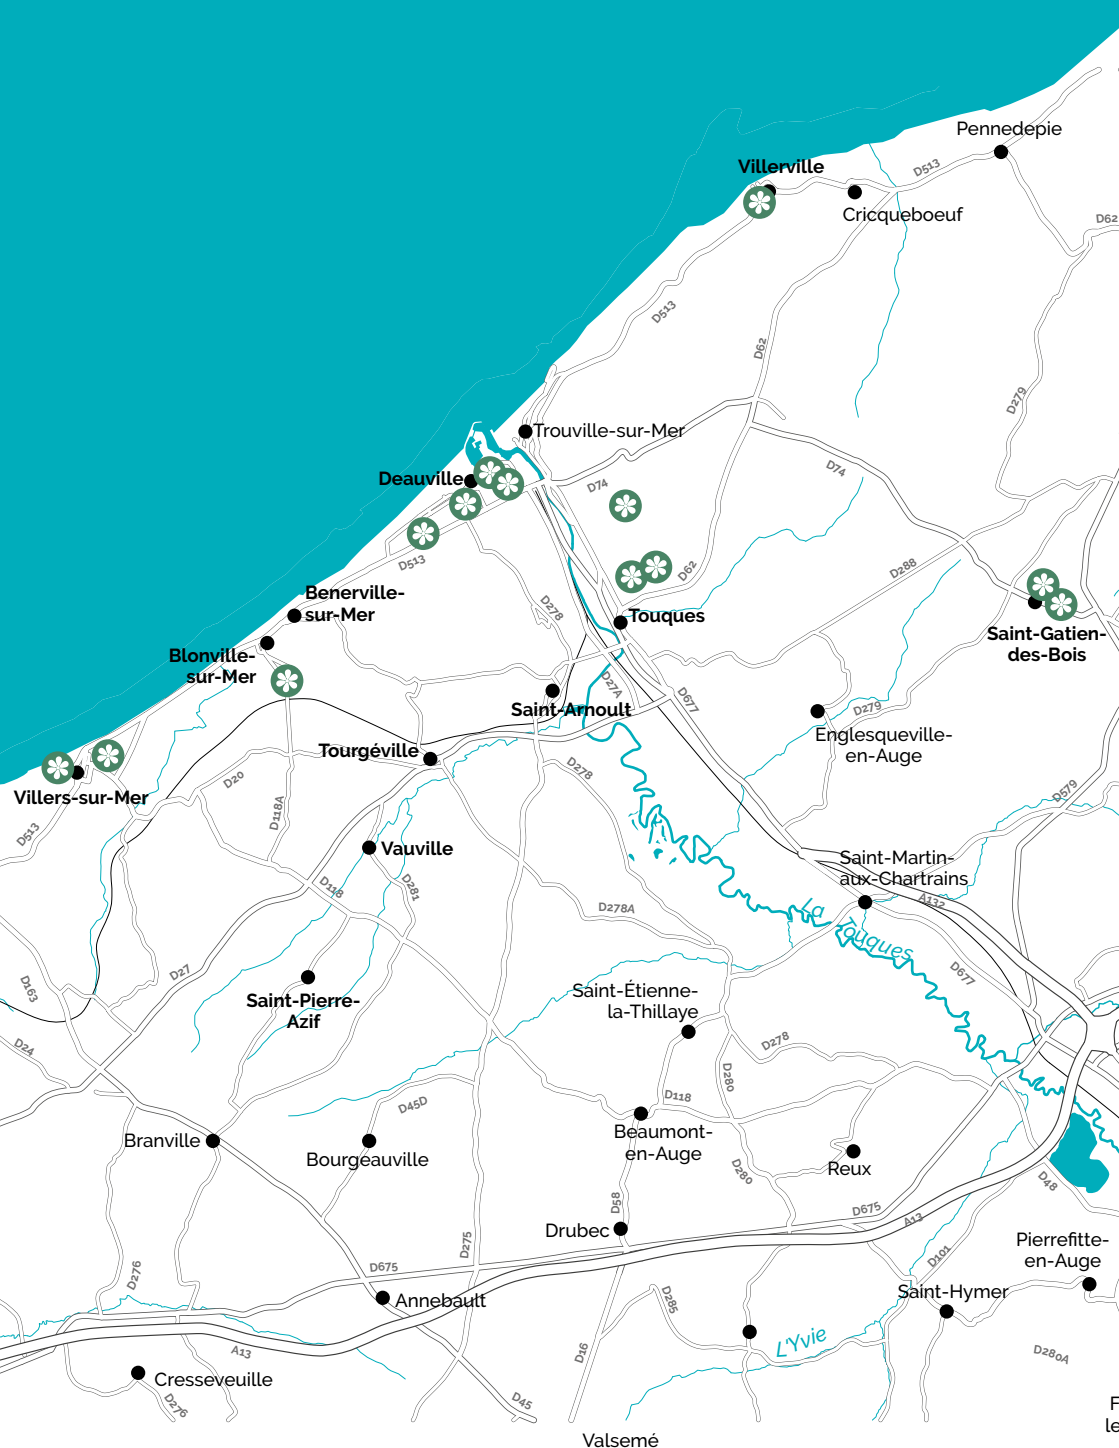 Pennedepie
Villerville
D513
Cricqueboeuf
D62
D513
D62
D279
Trouville-sur-Mer
D74
Deauville
D74
D513
D62
D288
Benerville-
sur-Mer
D278
Touques
Saint-Gatien-
des-Bois
Blonville-
sur-Mer
D27A
D677
Saint-Arnoult
D279
Englesqueville-
en-Auge
Tourgéville
D278
D20
D579
Villers-sur-Mer
D118A
D513
Vauville
Saint-Martin-
aux-Chartrains
D118
D281
A132
La
Touques
D278A
D27
D677
D163
Saint-Pierre-
Azif
Saint-Étienne-
la-Thillaye
D24
D278
D280
D118
D45D
Beaumont-
en-Auge
Branville
Bourgeauville
Reux
D280
D48
D58
D675
A13
Drubec
D275
D101
Pierrefitte-
en-Auge
D276
D675
Saint-Hymer
Annebault
D285
L'Yvie
D16
D280A
A13
Cresseveuille
D276
D45
F
le
Valsemé